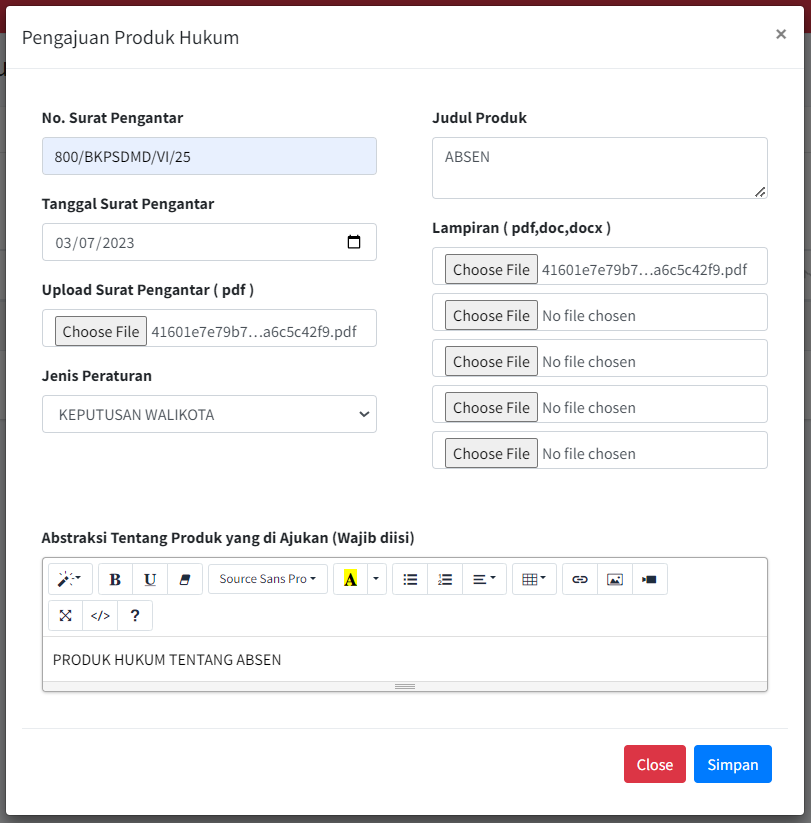 Pengajuan Produk Hukum
×
No. Surat Pengantar
800/BKPSDMD/VI/25
Tanggal Surat Pengantar
03/07/2023
Upload Surat Pengantar ( pdf )
Choose File 41601e7e79b7…a6c5c42f9.pdf
Jenis Peraturan
KEPUTUSAN WALIKOTA
Judul Produk
ABSEN
Lampiran ( pdf,doc,docx )
Choose File 41601e7e79b7…a6c5c42f9.pdf
Choose File No file chosen
Choose File No file chosen
Choose File No file chosen
Choose File No file chosen
Abstraksi Tentang Produk yang di Ajukan (Wajib diisi)
B U Source Sans Pro A
</> ?
PRODUK HUKUM TENTANG ABSEN
Close Simpan